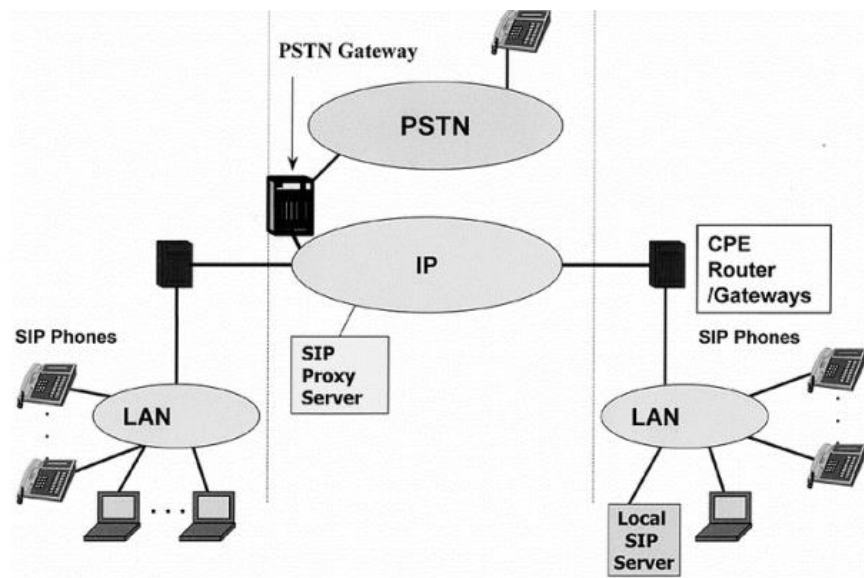 PSTN Gateway
PSTN
IP
CPE
Router
/Gateways
SIP Phones
SIP
Proxy
Server
SIP Phones
LAN
LAN
Local
SIP
Server